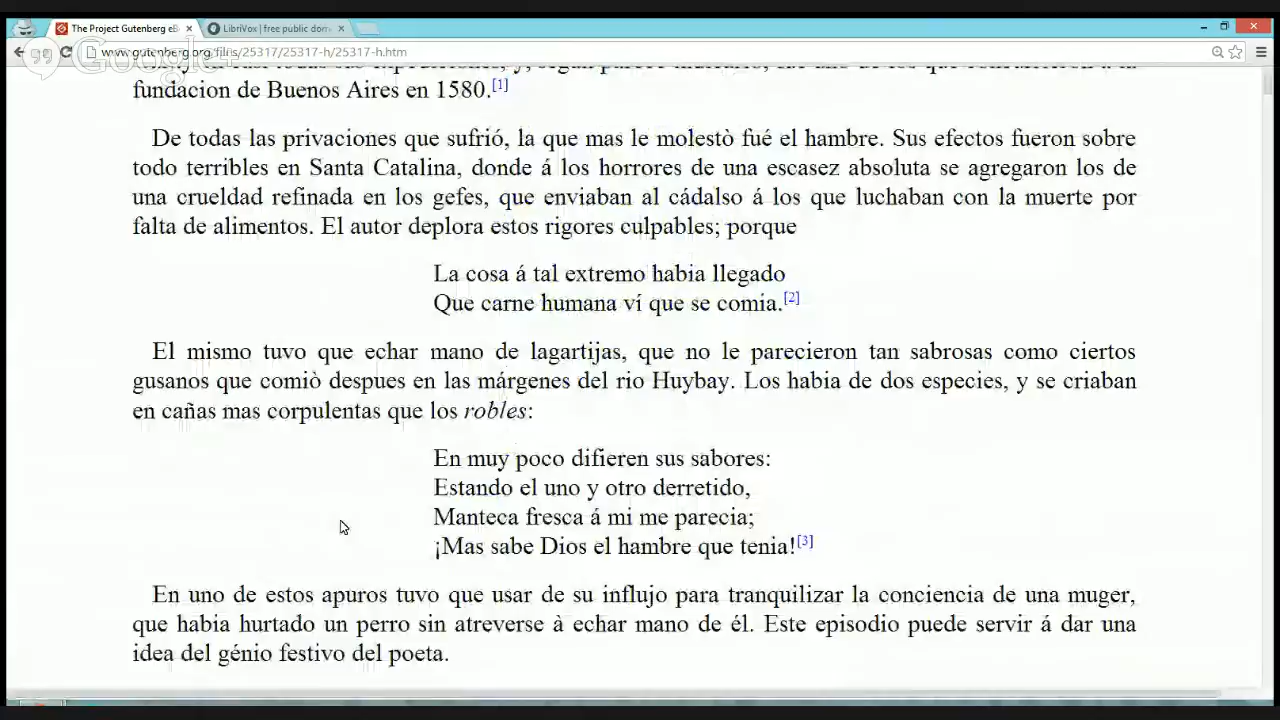 The Project Gutenberg eB
LibriVox | free public dom
Google+
www.gutenberg.org/files/25317/25317-h/25317-h.htm
fundacion de Buenos Aires en 1580.[1]
De todas las privaciones que sufrió, la que mas le molestò fué el hambre. Sus efectos fueron sobre
todo terribles en Santa Catalina, donde á los horrores de una escasez absoluta se agregaron los de
una crueldad refinada en los gefes, que enviaban al cádalso á los que luchaban con la muerte por
falta de alimentos. El autor deplora estos rigores culpables; porque
La cosa á tal extremo habia llegado
Que carne humana ví que se comia.[2]
El mismo tuvo que echar mano de lagartijas, que no le parecieron tan sabrosas como ciertos
gusanos que comiò despues en las márgenes del rio Huybay. Los habia de dos especies, y se criaban
en cañas mas corpulentas que los robles:
En muy poco difieren sus sabores:
Estando el uno y otro derretido,
Manteca fresca á mi me parecia;
¡Mas sabe Dios el hambre que tenia![3]
En uno de estos apuros tuvo que usar de su influjo para tranquilizar la conciencia de una muger,
que habia hurtado un perro sin atreverse à echar mano de él. Este episodio puede servir á dar una
idea del génio festivo del poeta.